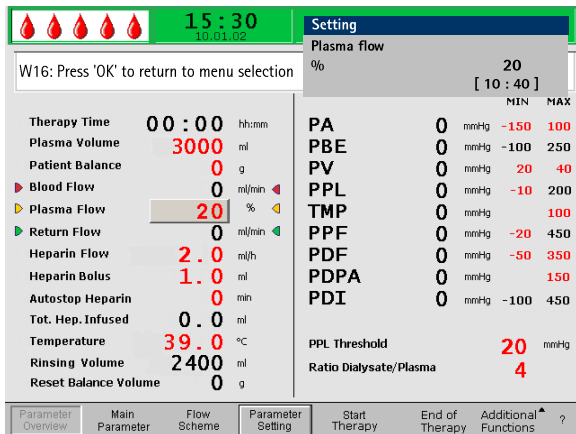 15:30
10.01.02
Setting
Plasma flow
% 20
[ 10 : 40 ]
W16: Press 'OK' to return to menu selection
MIN MAX
Therapy Time 00:00 hh:mm
Plasma Volume 3000 ml
Patient Balance 0 g
Blood Flow 0 ml/min
Plasma Flow 20 %
Return Flow 0 ml/min
Heparin Flow 2.0 ml/h
Heparin Bolus 1.0 ml
Autostop Heparin 0 min
Tot. Hep. Infused 0.0 ml
Temperature 39.0 °C
Rinsing Volume 2400 ml
Reset Balance Volume 0 g
PA 0 mmHg -150 100
PBE 0 mmHg -100 250
PV 0 mmHg 20 40
PPL 0 mmHg -10 200
TMP 0 mmHg 100
PPF 0 mmHg -20 450
PDF 0 mmHg -50 350
PDPA 0 mmHg 150
PDI 0 mmHg -100 450
PPL Threshold 20 mmHg
Ratio Dialysate/Plasma 4
Parameter Overview
Main Parameter
Flow Scheme
Parameter Setting
Start Therapy
End of Therapy
Additional Functions
?